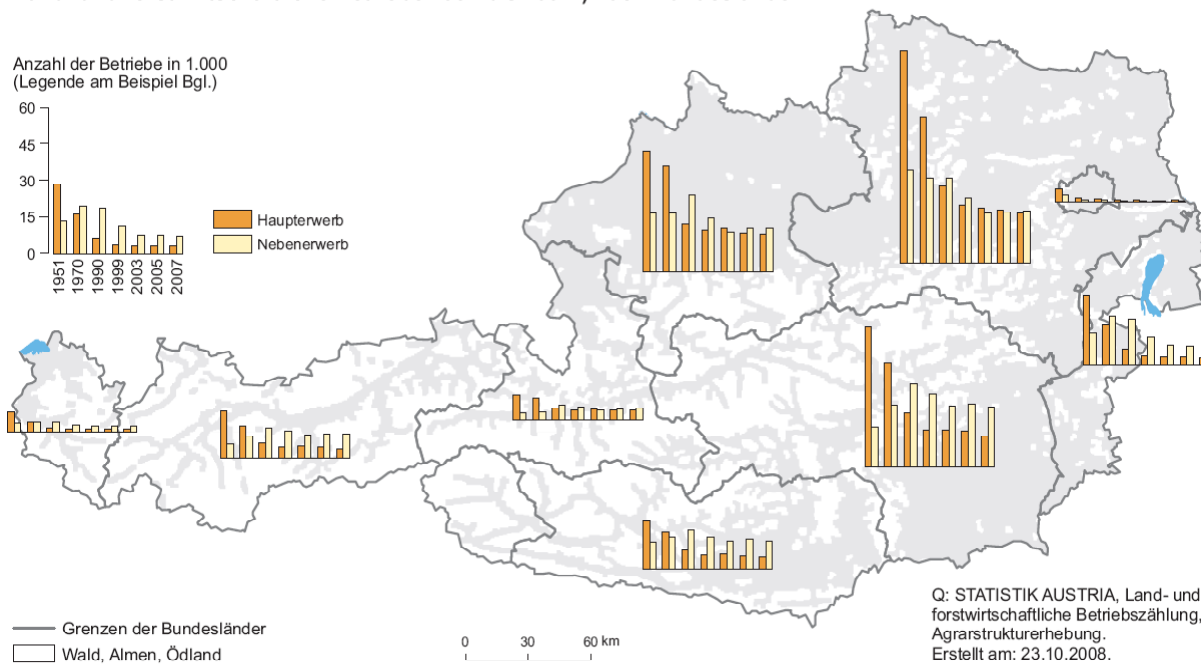 Anzahl der Betriebe in 1.000
(Legende am Beispiel Bgl.)
60
45
30
15
0
1951
1970
1990
1999
2003
2005
2007
Haupterwerb
Nebenerwerb
Grenzen der Bundesländer
Wald, Almen, Ödland
0 30 60 km
Q: STATISTIK AUSTRIA, Land- und
forstwirtschaftliche Betriebszählung,
Agrarstrukturerhebung.
Erstellt am: 23.10.2008.